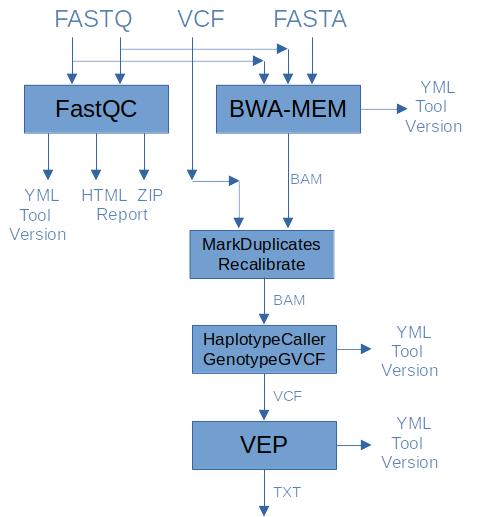 FASTQ VCF FASTA
FastQC
BWA-MEM
YML
Tool
Version
YML
Tool
Version
HTML ZIP
Report
BAM
MarkDuplicates
Recalibrate
BAM
HaplotypeCaller
GenotypeGVCF
YML
Tool
Version
VCF
VEP
YML
Tool
Version
TXT